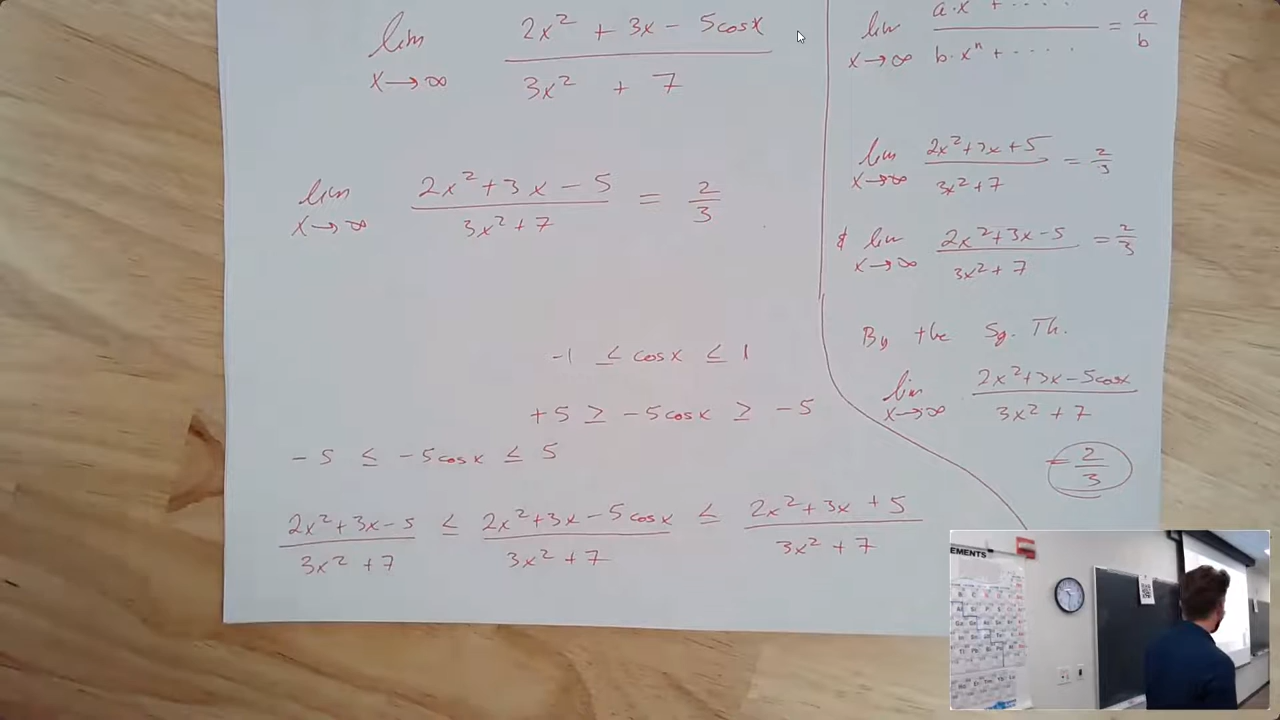 lim x→∞ (2x² + 3x - 5cosx)/(3x² + 7)
lim x→∞ (2x² + 3x - 5)/(3x² + 7) = 2/3
-1 ≤ cosx ≤ 1
+5 ≥ -5cosx ≥ -5
-5 ≤ -5cosx ≤ 5
(2x² + 3x - 5)/(3x² + 7) ≤ (2x² + 3x - 5cosx)/(3x² + 7) ≤ (2x² + 3x + 5)/(3x² + 7)
lim x→∞ (a·x + ····)/(b·xⁿ + ····) = a/b
lim x→∞ (2x² + 3x + 5)/(3x² + 7) = 2/3
& lim x→∞ (2x² + 3x - 5)/(3x² + 7) = 2/3
By the Sq. Th.
lim x→∞ (2x² + 3x - 5cosx)/(3x² + 7)
= 2/3
EMENTS